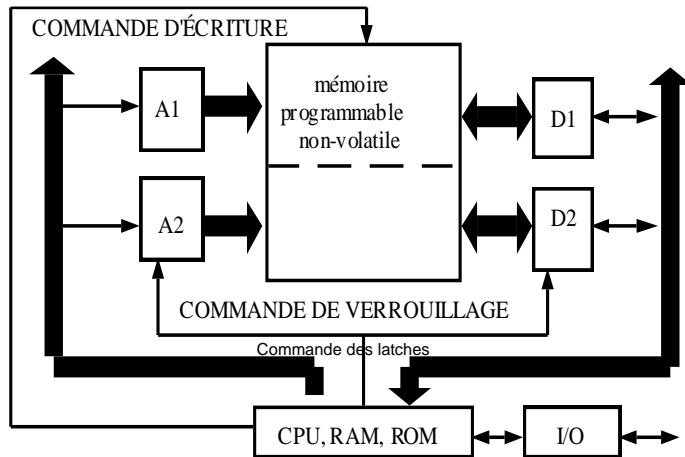 COMMANDE D'ÉCRITURE
mémoire
programmable
non-volatile
A1
D1
A2
D2
COMMANDE DE VERROUILLAGE
Commande des latches
CPU, RAM, ROM
I/O